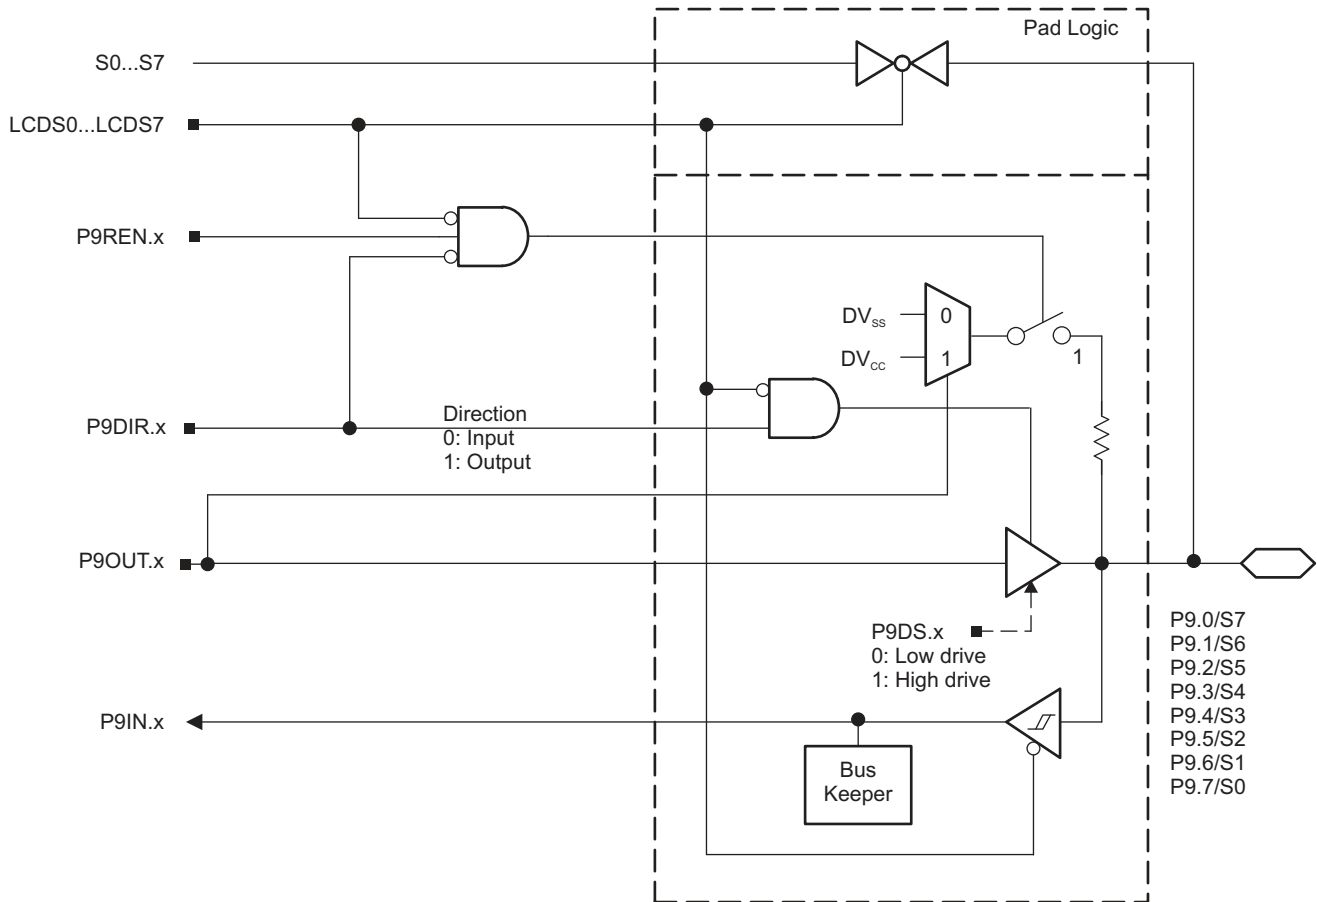 Pad Logic
S0...S7
LCDS0...LCDS7
P9REN.x
DVSS
0
DVCC
1
1
P9DIR.x
Direction
0: Input
1: Output
P9OUT.x
P9DS.x
0: Low drive
1: High drive
P9.0/S7
P9.1/S6
P9.2/S5
P9.3/S4
P9.4/S3
P9.5/S2
P9.6/S1
P9.7/S0
P9IN.x
Bus
Keeper